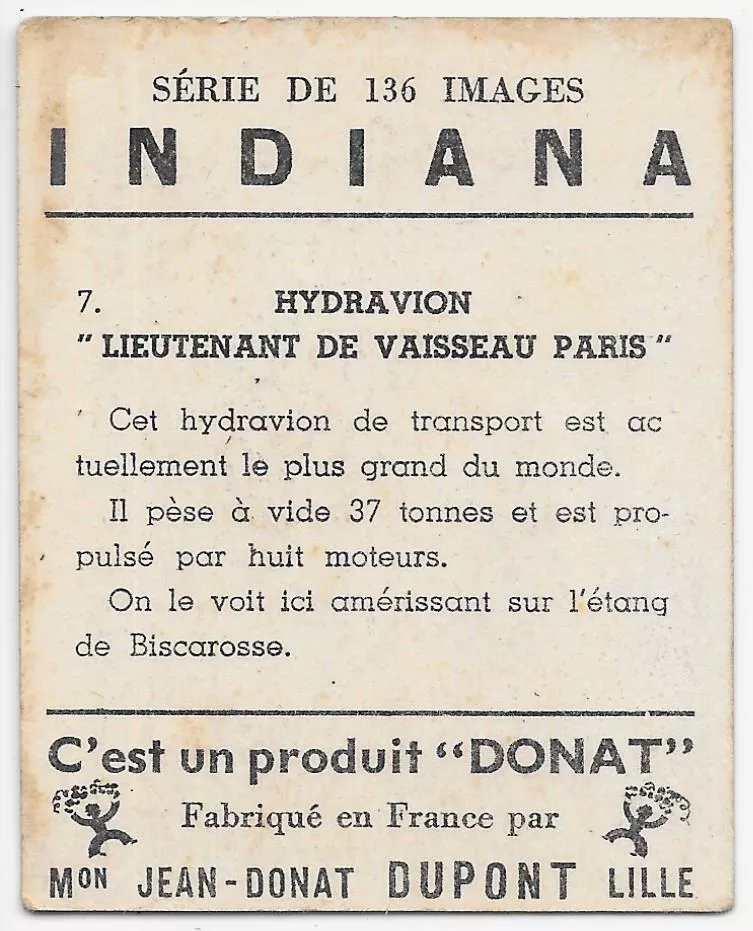 SÉRIE DE 136 IMAGES
INDIANA
7. HYDRAVION
" LIEUTENANT DE VAISSEAU PARIS "
Cet hydravion de transport est ac
tuellement le plus grand du monde.
Il pèse à vide 37 tonnes et est pro-
pulsé par huit moteurs.
On le voit ici amérissant sur l'étang
de Biscarosse.
C'est un produit "DONAT"
Fabriqué en France par
MON JEAN-DONAT DUPONT LILLE